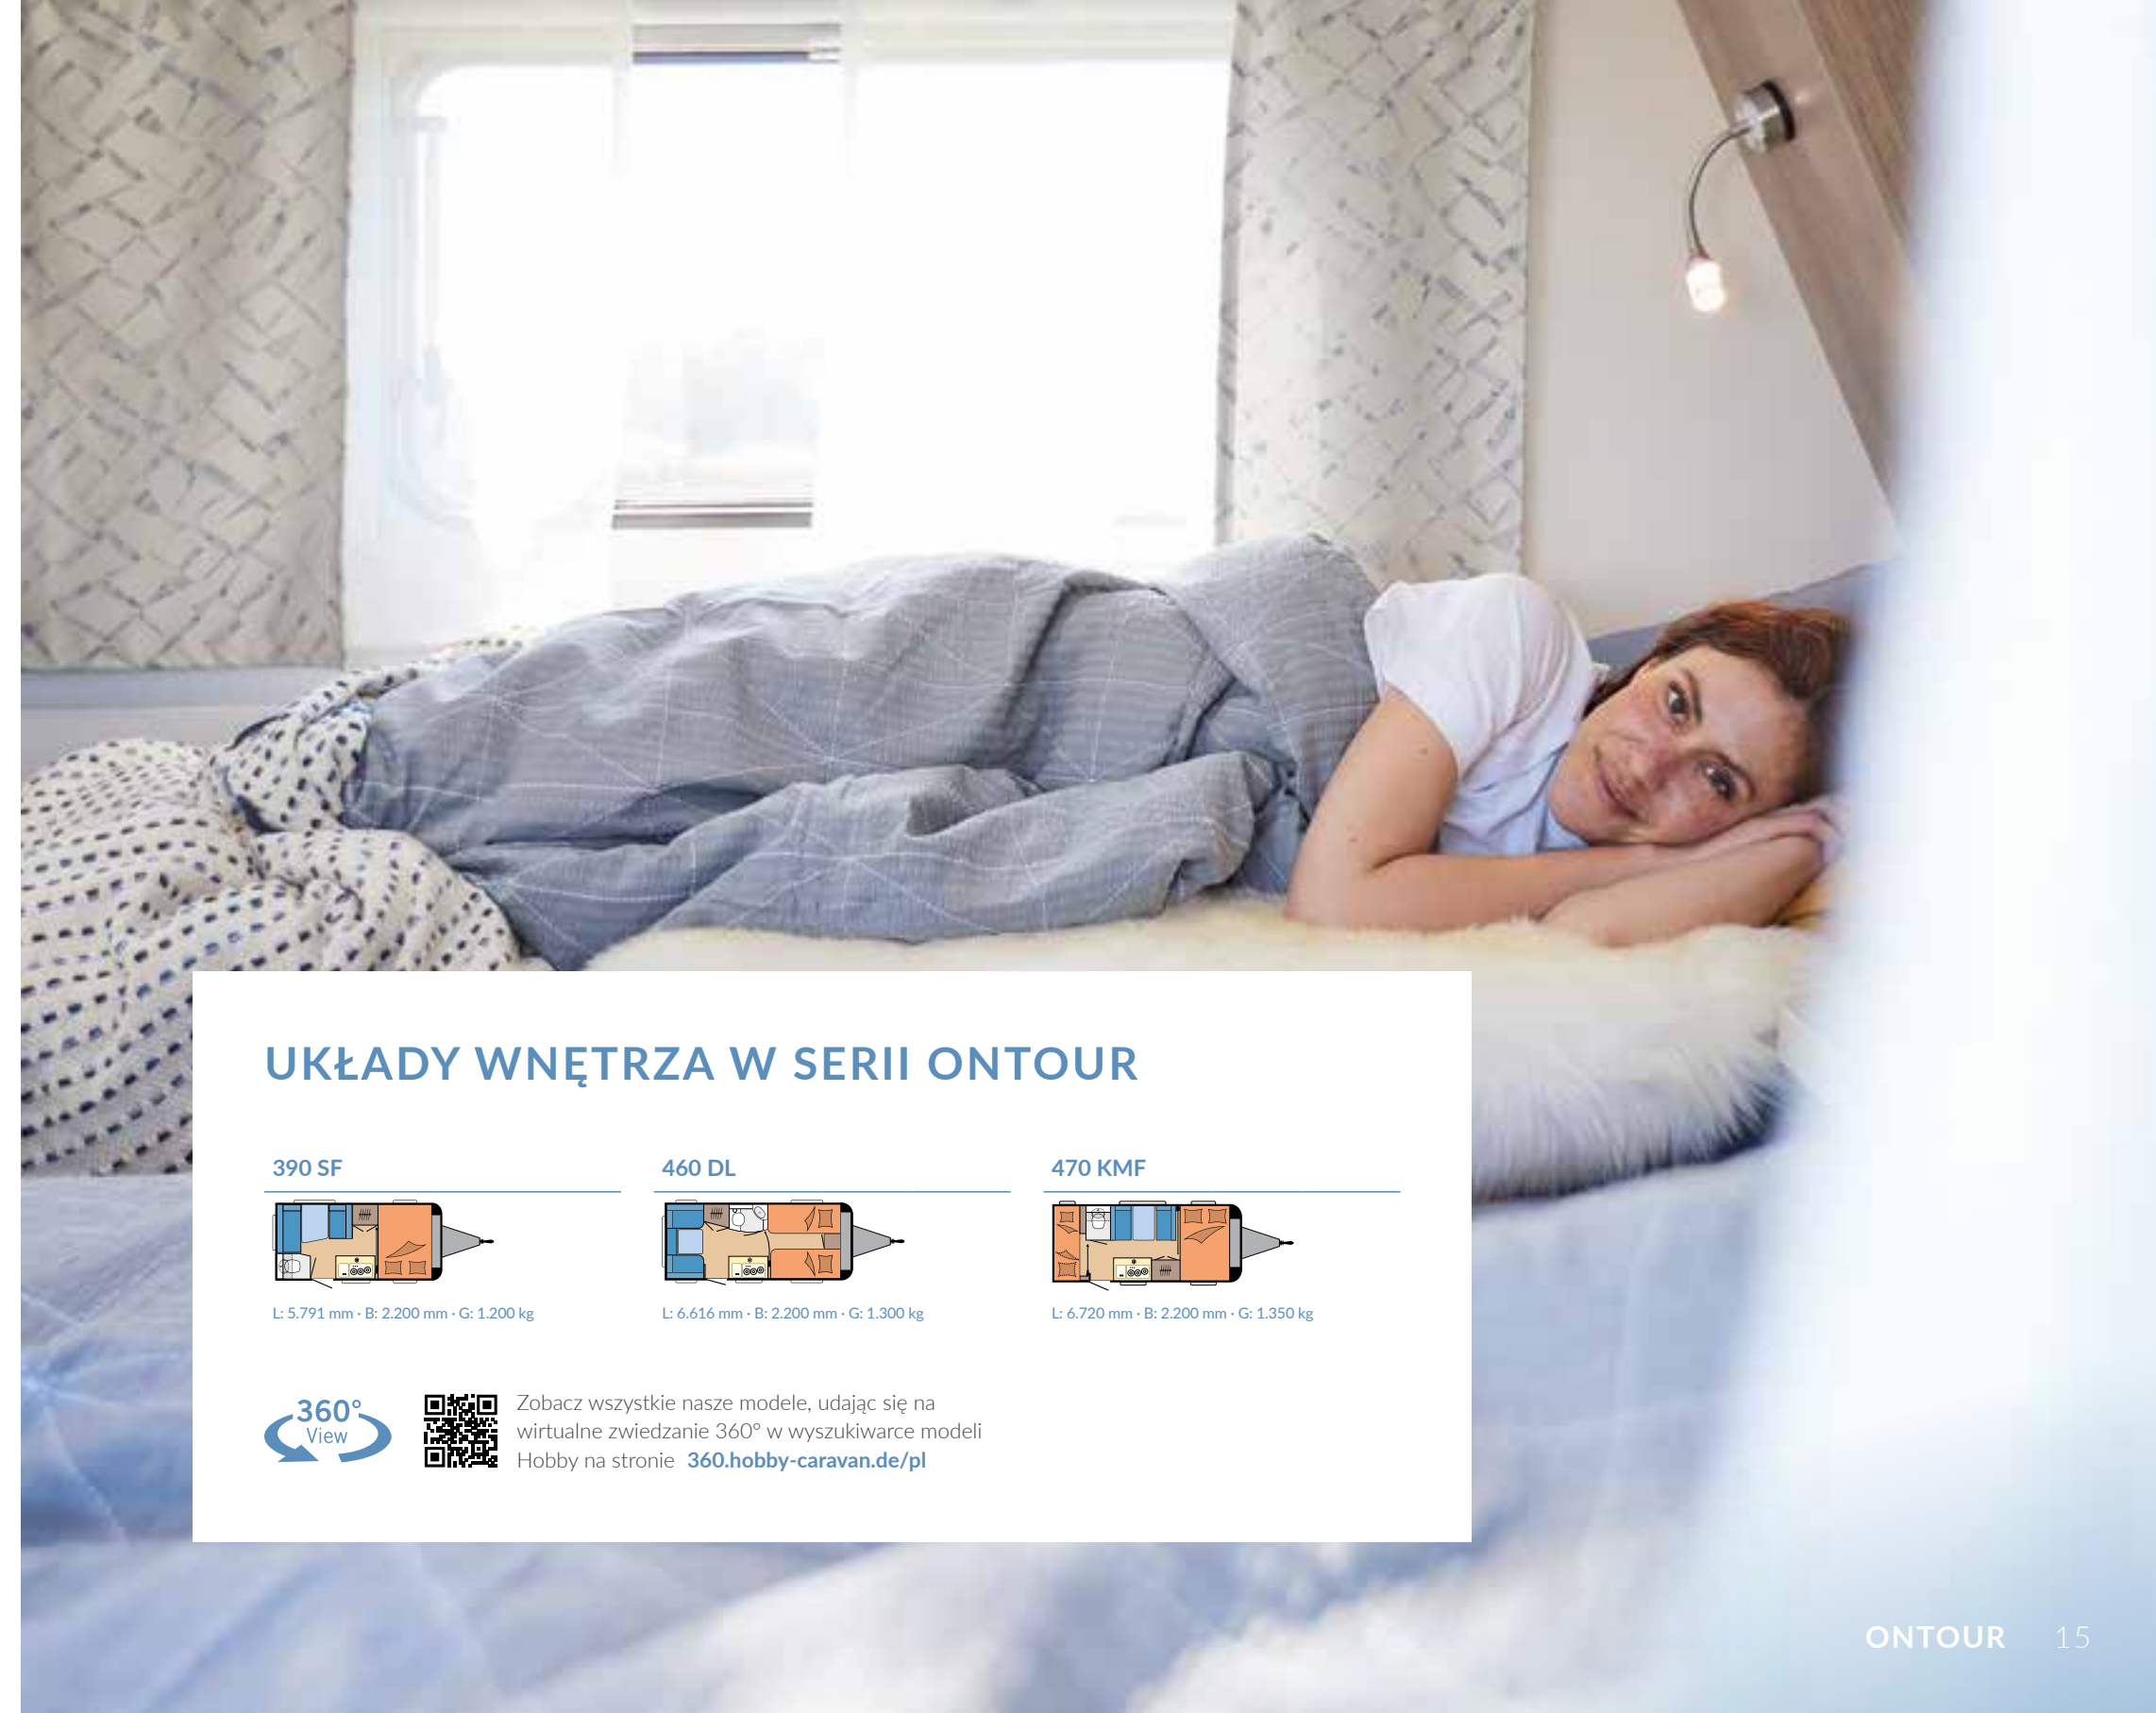 UKŁADY WNĘTRZA W SERII ONTOUR
390 SF
L: 5.791 mm · B: 2.200 mm · G: 1.200 kg
460 DL
L: 6.616 mm · B: 2.200 mm · G: 1.300 kg
470 KMF
L: 6.720 mm · B: 2.200 mm · G: 1.350 kg
360°
View
Zobacz wszystkie nasze modele, udając się na
wirtualne zwiedzanie 360° w wyszukiwarce modeli
Hobby na stronie 360.hobby-caravan.de/pl
ONTOUR 15